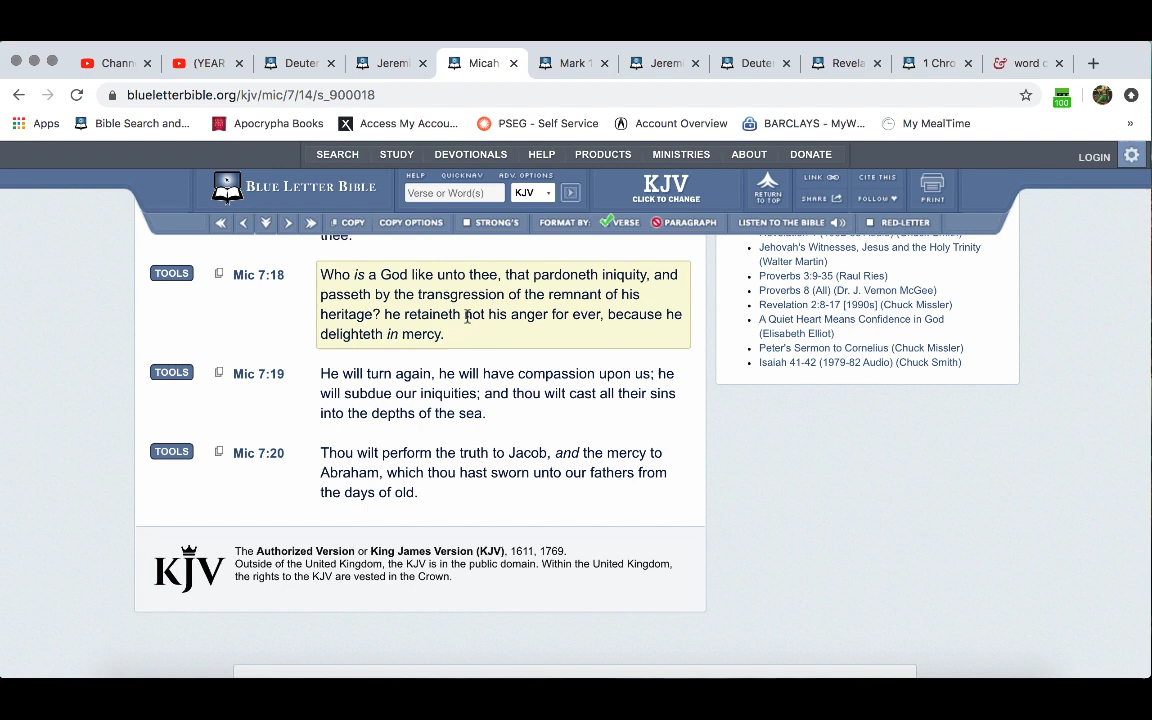 Chann
(YEAR
Deuter
Jeremi
Micah
Mark 1
Jerem
Deuter
Revela
1 Chro
word c
blueletterbible.org/kjv/mic/7/14/s_900018
100
Apps
Bible Search and...
Apocrypha Books
Access My Accou...
PSEG - Self Service
Account Overview
BARCLAYS - MyW...
My MealTime
»
SEARCH STUDY DEVOTIONALS HELP PRODUCTS MINISTRIES ABOUT DONATE
LOGIN
BLUE LETTER BIBLE
HELP QUICKNAV ADV. OPTIONS
Verse or Word(s)
KJV
KJV
CLICK TO CHANGE
RETURN
TO TOP
LINK
CITE THIS
SHARE
FOLLOW
PRINT
COPY COPY OPTIONS STRONG'S FORMAT BY: VERSE PARAGRAPH LISTEN TO THE BIBLE RED-LETTER
thee.
TOOLS Mic 7:18
Who is a God like unto thee, that pardoneth iniquity, and
passeth by the transgression of the remnant of his
heritage? he retaineth not his anger for ever, because he
delighteth in mercy.
TOOLS Mic 7:19
He will turn again, he will have compassion upon us; he
will subdue our iniquities; and thou wilt cast all their sins
into the depths of the sea.
TOOLS Mic 7:20
Thou wilt perform the truth to Jacob, and the mercy to
Abraham, which thou hast sworn unto our fathers from
the days of old.
KJV
The Authorized Version or King James Version (KJV), 1611, 1769.
Outside of the United Kingdom, the KJV is in the public domain. Within the United Kingdom,
the rights to the KJV are vested in the Crown.
Jehovah's Witnesses, Jesus and the Holy Trinity
(Walter Martin)
Proverbs 3:9-35 (Raul Ries)
Proverbs 8 (All) (Dr. J. Vernon McGee)
Revelation 2:8-17 [1990s] (Chuck Missler)
A Quiet Heart Means Confidence in God
(Elisabeth Elliot)
Peter's Sermon to Cornelius (Chuck Missler)
Isaiah 41-42 (1979-82 Audio) (Chuck Smith)